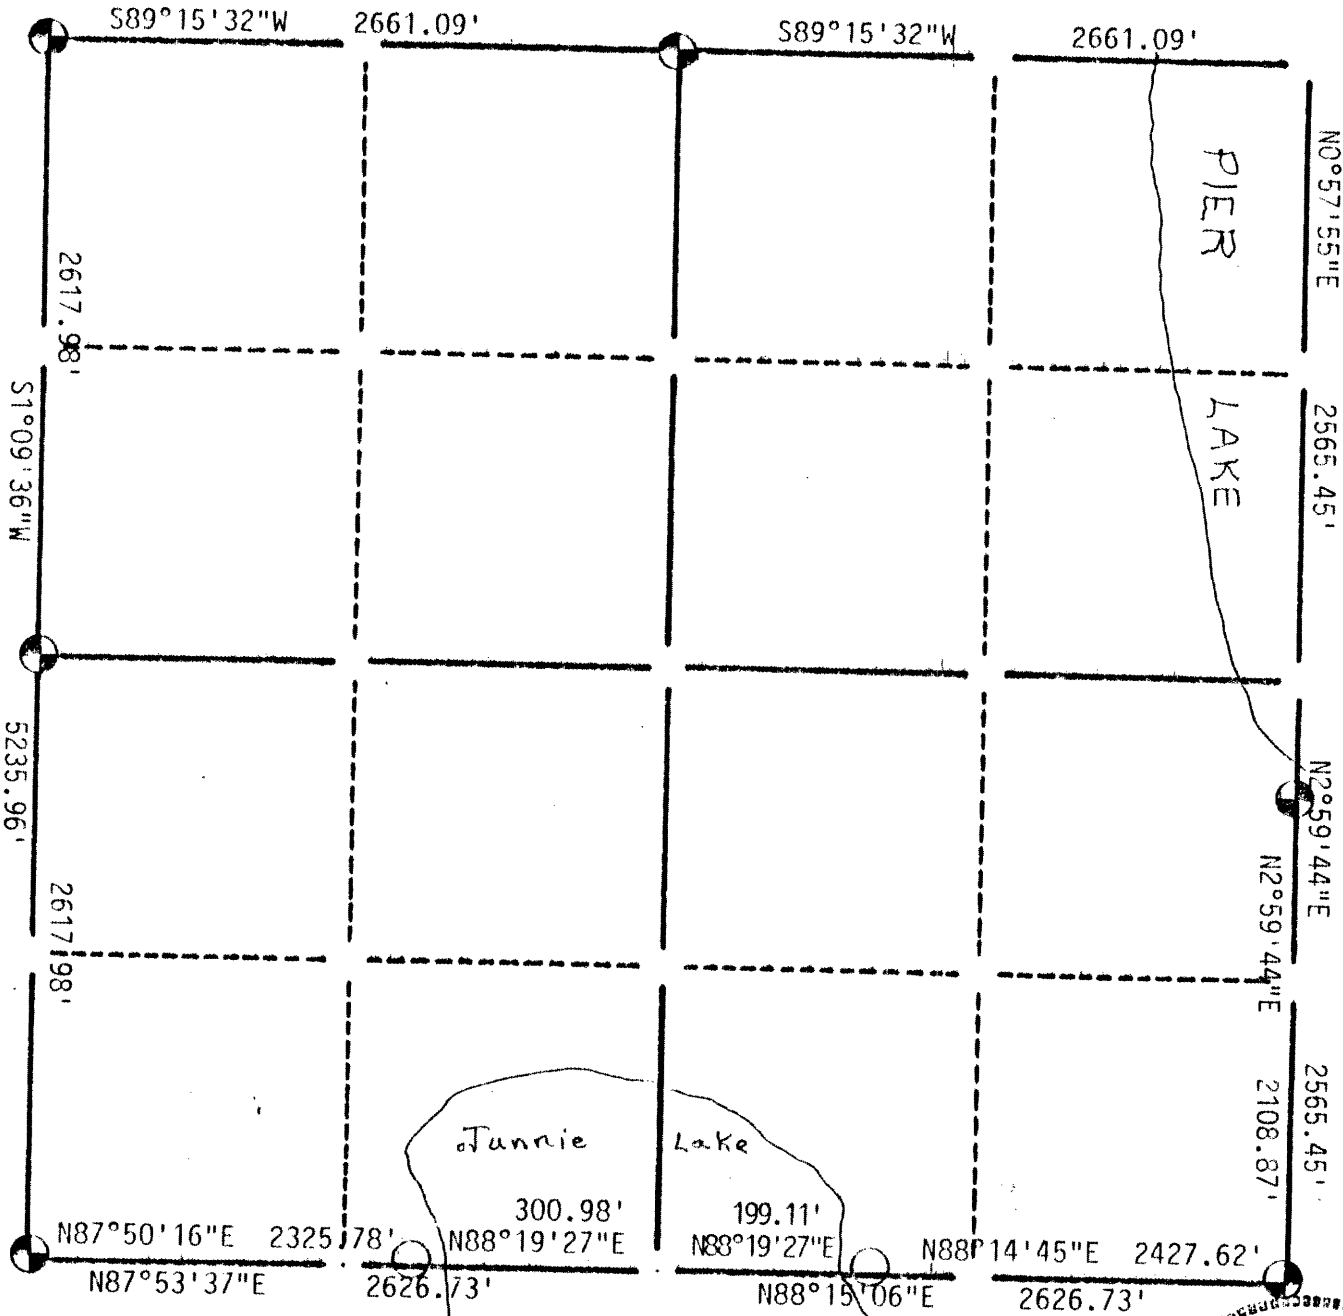 S89°15'32"W 2661.09'
S89°15'32"W 2661.09'
N0°57'55"E
2565.45'
PIER
LAKE
2617.98'
S1°09'36"W
5235.96'
2617.98'
N2°59'44"E
N2°59'44"E
2565.45'
2108.87'
Junnie Lake
300.98'
N88°19'27"E
199.11'
N88°19'27"E
N87°50'16"E 2325.78'
N88°14'45"E 2427.62'
N87°53'37"E 2626.73'
N88°15'06"E 2626.73'